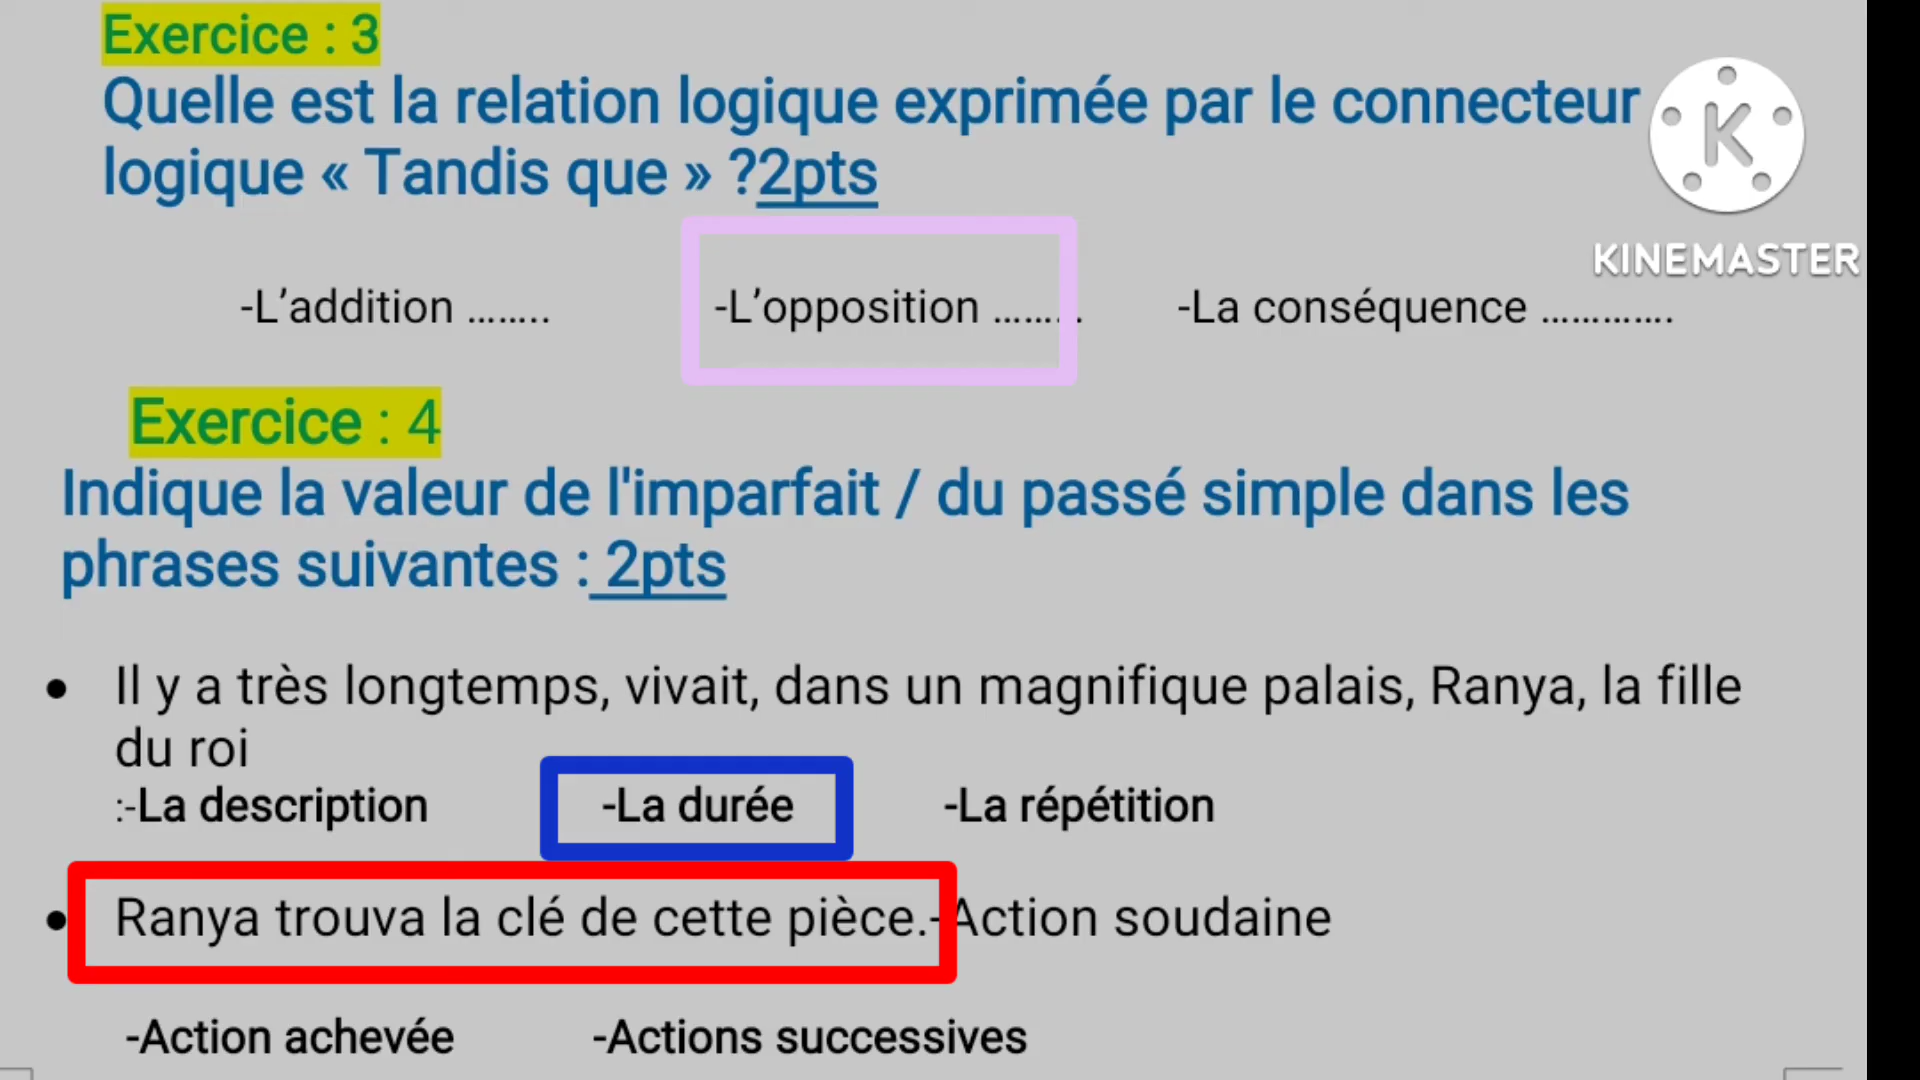 Exercice : 3
Quelle est la relation logique exprimée par le connecteur
logique « Tandis que » ?2pts
K
KINEMASTER
-L’addition ........ -L’opposition ........ -La conséquence .............
Exercice : 4
Indique la valeur de l'imparfait / du passé simple dans les
phrases suivantes : 2pts
• Il y a très longtemps, vivait, dans un magnifique palais, Ranya, la fille
du roi
:-La description -La durée -La répétition
• Ranya trouva la clé de cette pièce.-Action soudaine
-Action achevée -Actions successives